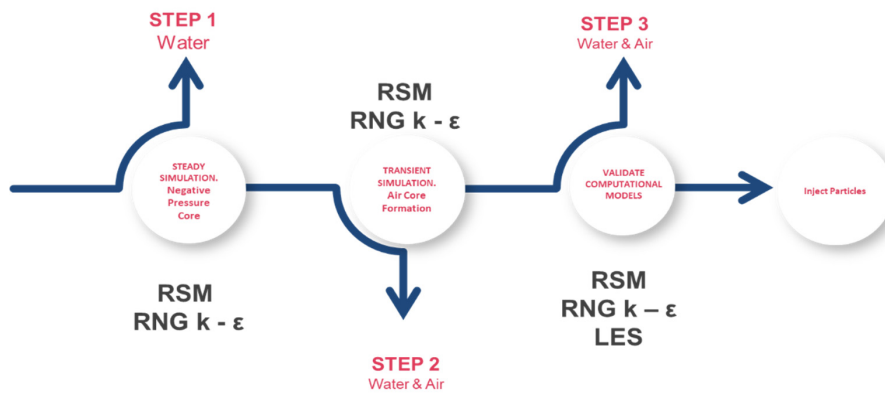 STEP 1
Water
STEADY
SIMULATION.
Negative
Pressure
Core
RSM
RNG k - ε
RSM
RNG k - ε
TRANSIENT
SIMULATION.
Air Core
Formation
STEP 2
Water & Air
STEP 3
Water & Air
VALIDATE
COMPUTATIONAL
MODELS
RSM
RNG k – ε
LES
Inject Particles